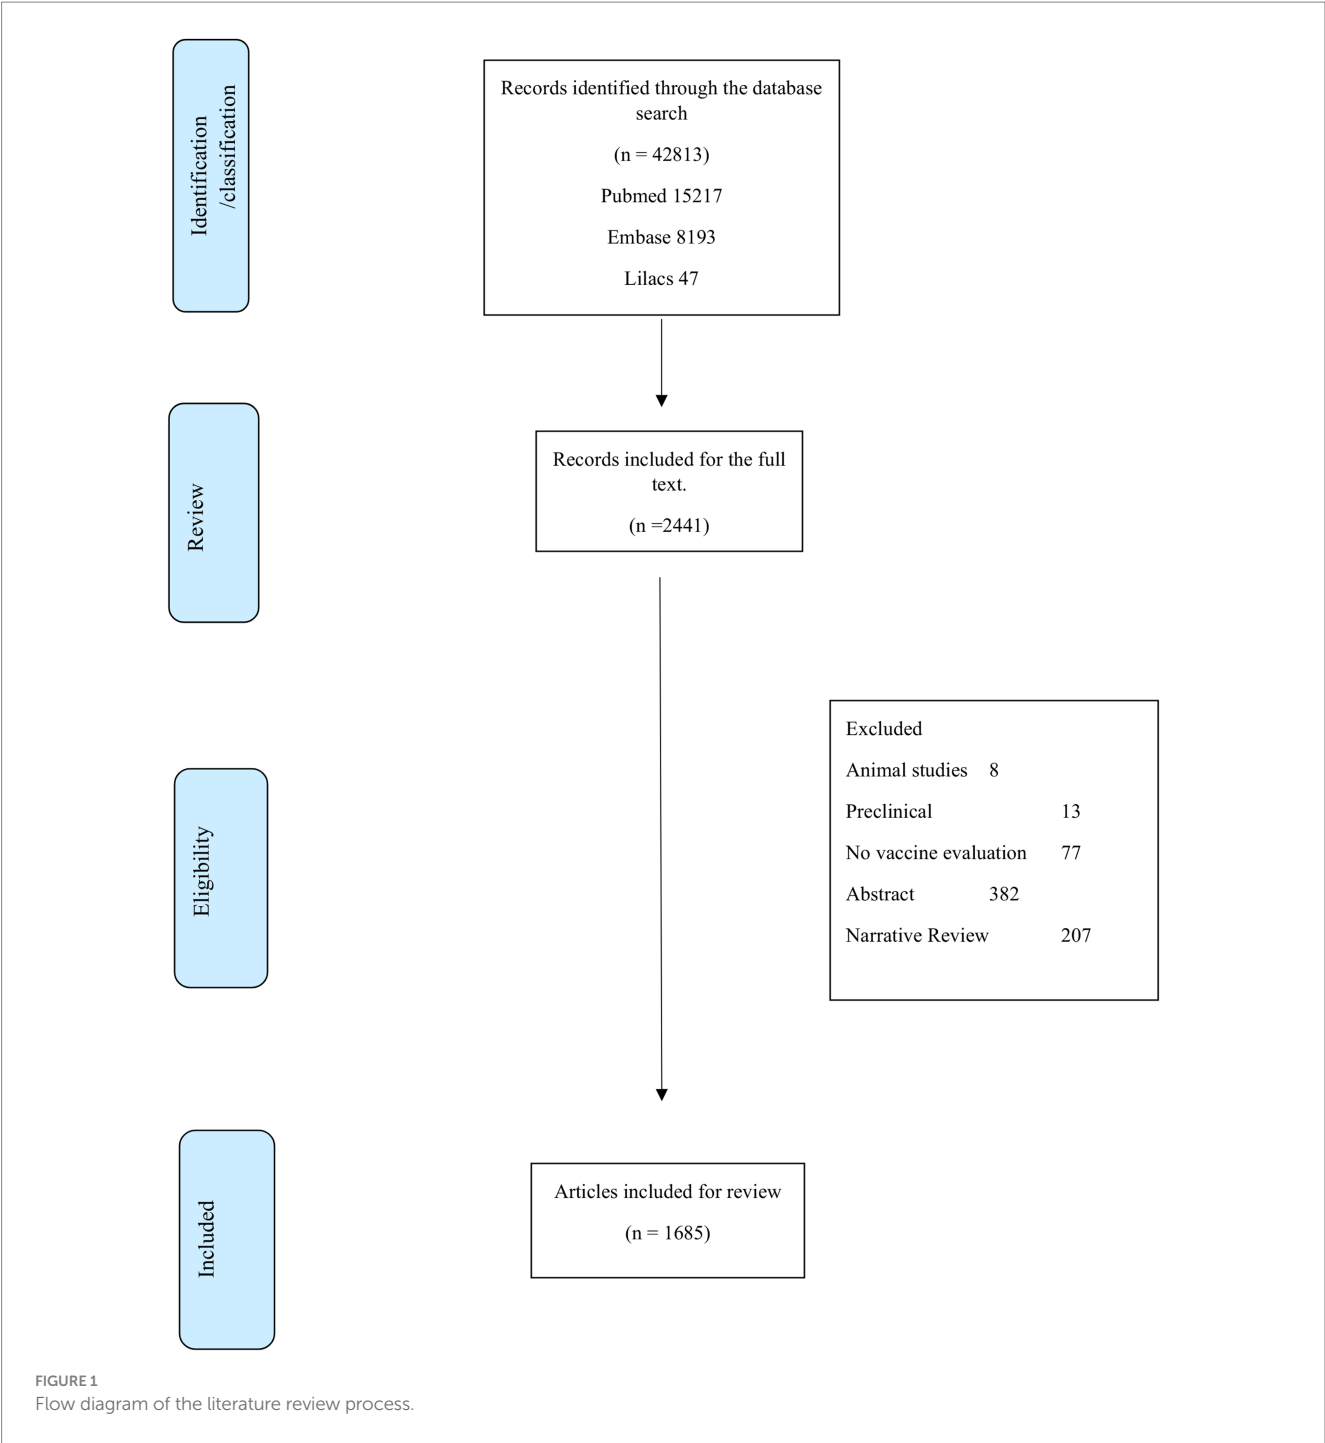 Identification
/classification
Records identified through the database
search
(n = 42813)
Pubmed 15217
Embase 8193
Lilacs 47
Review
Records included for the full
text.
(n =2441)
Eligibility
Excluded
Animal studies 8
Preclinical 13
No vaccine evaluation 77
Abstract 382
Narrative Review 207
Included
Articles included for review
(n = 1685)
FIGURE 1
Flow diagram of the literature review process.